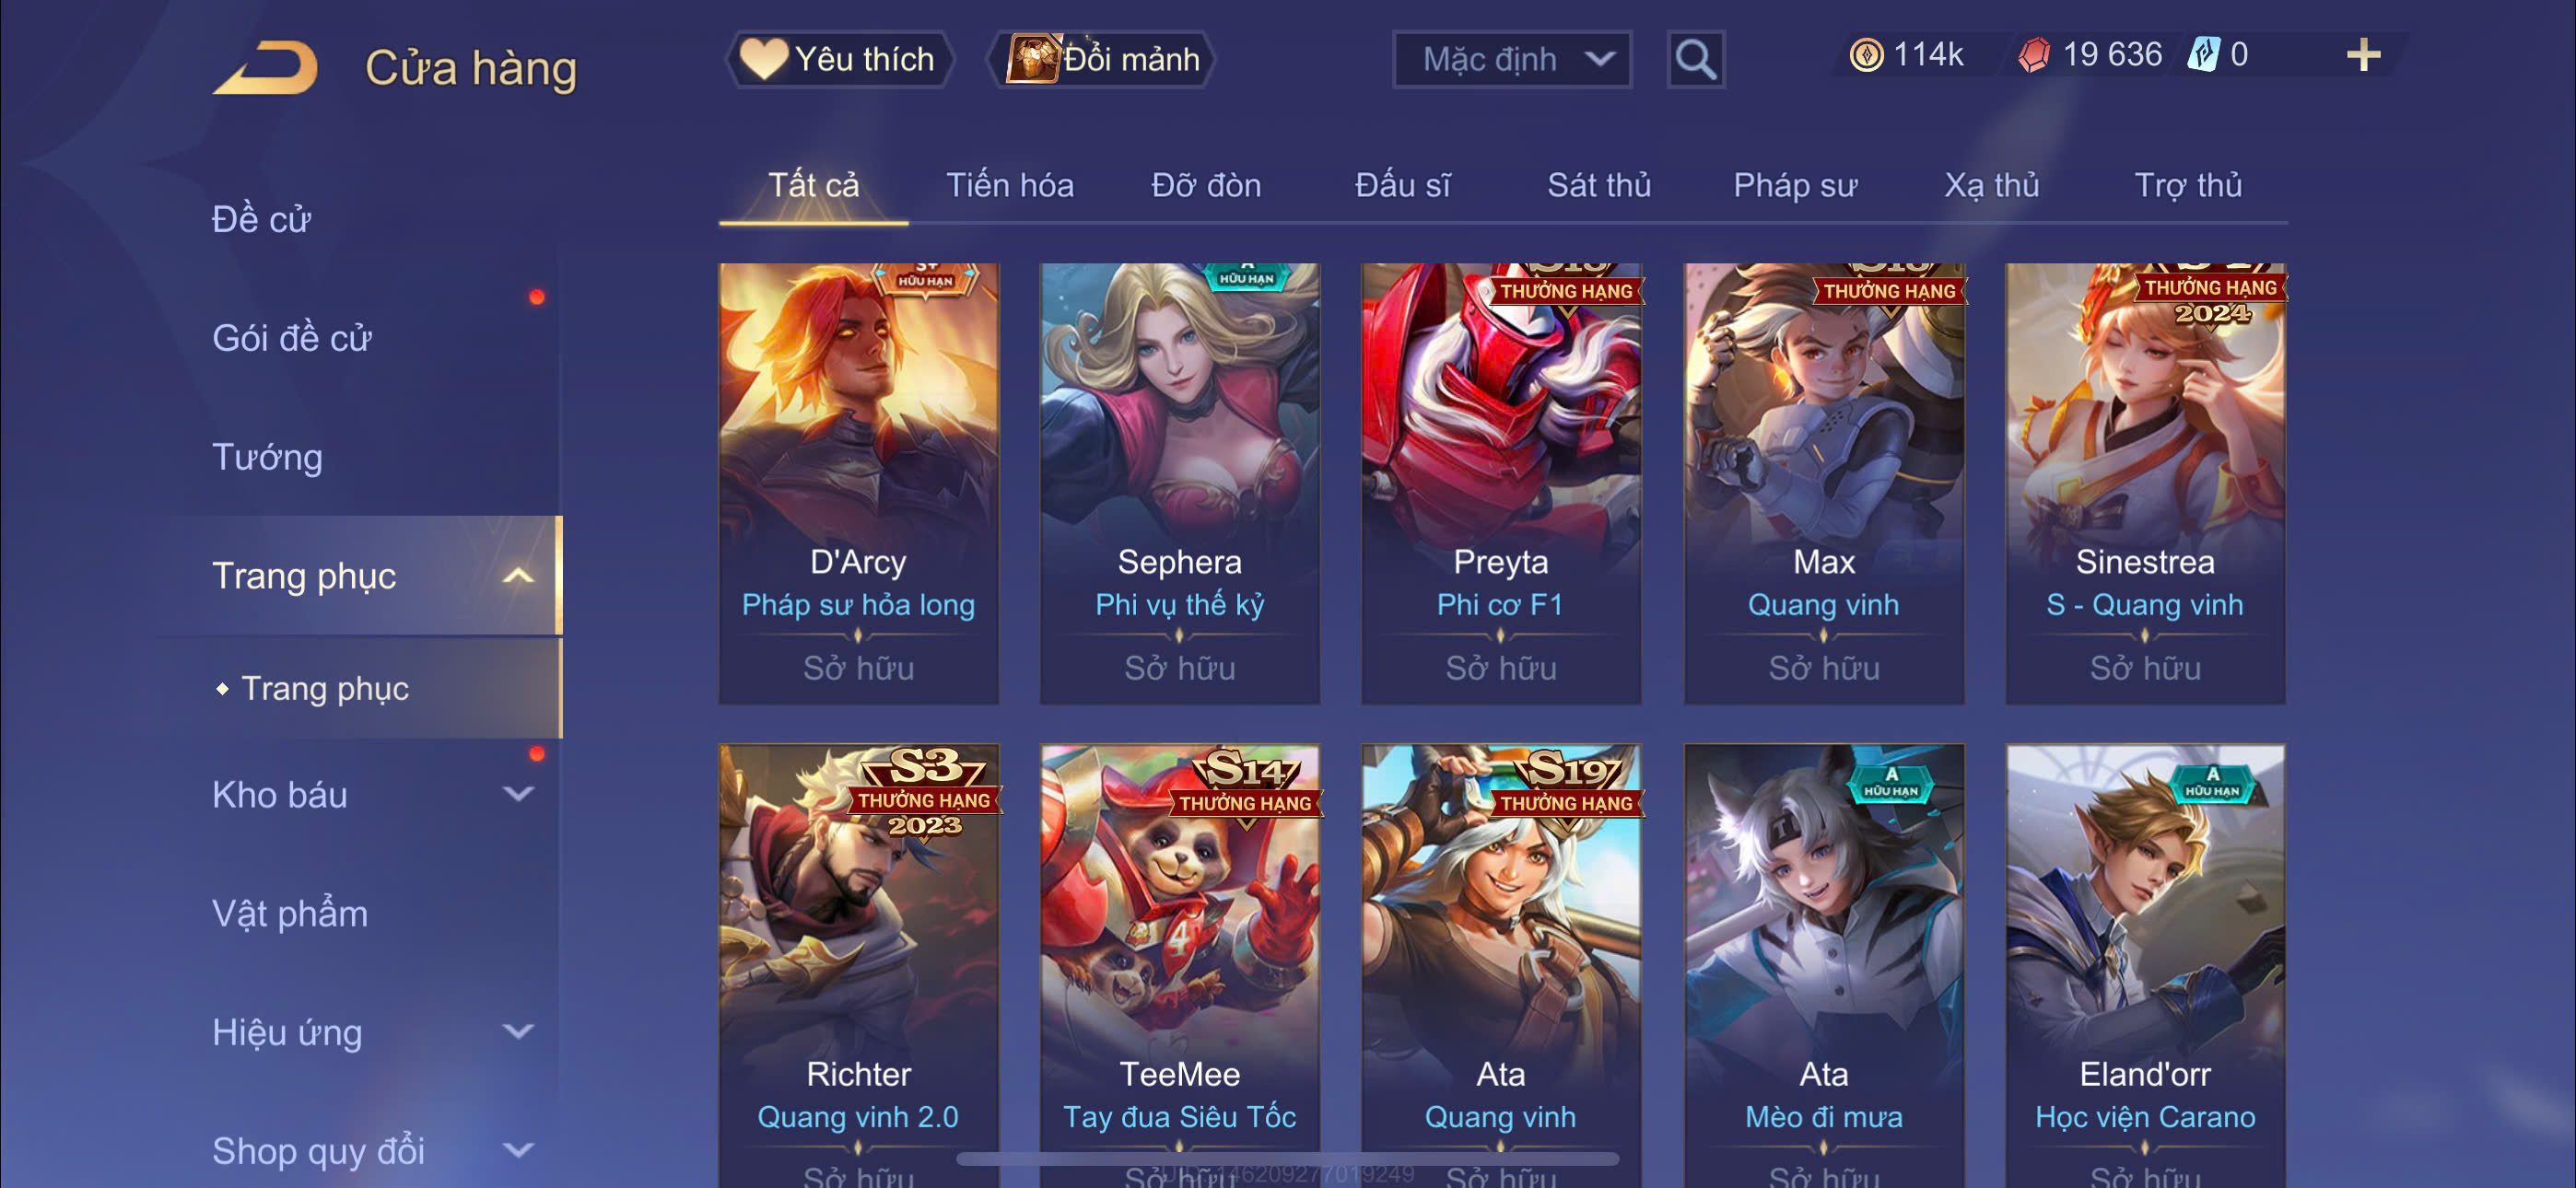 Cửa hàng
Yêu thích
Đổi mảnh
Mặc định
114k
19 636
0
Tất cả
Tiến hóa
Đỡ đòn
Đấu sĩ
Sát thủ
Pháp sư
Xạ thủ
Trợ thủ
Đề cử
Gói đề cử
Tướng
Trang phục
Trang phục
Kho báu
Vật phẩm
Hiệu ứng
Shop quy đổi
S+
HỮU HẠN
D'Arcy
Pháp sư hỏa long
Sở hữu
A
HỮU HẠN
Sephera
Phi vụ thế kỷ
Sở hữu
THƯỞNG HẠNG
Preyta
Phi cơ F1
Sở hữu
THƯỞNG HẠNG
Max
Quang vinh
Sở hữu
THƯỞNG HẠNG
2024
Sinestrea
S - Quang vinh
Sở hữu
S3
THƯỞNG HẠNG
2023
Richter
Quang vinh 2.0
Sở hữu
S14
THƯỞNG HẠNG
4
TeeMee
Tay đua Siêu Tốc
Sở hữu
S19
THƯỞNG HẠNG
Ata
Quang vinh
Sở hữu
A
HỮU HẠN
Ata
Mèo đi mưa
Sở hữu
A
HỮU HẠN
Eland'orr
Học viện Carano
Sở hữu
UID: 146209277019249